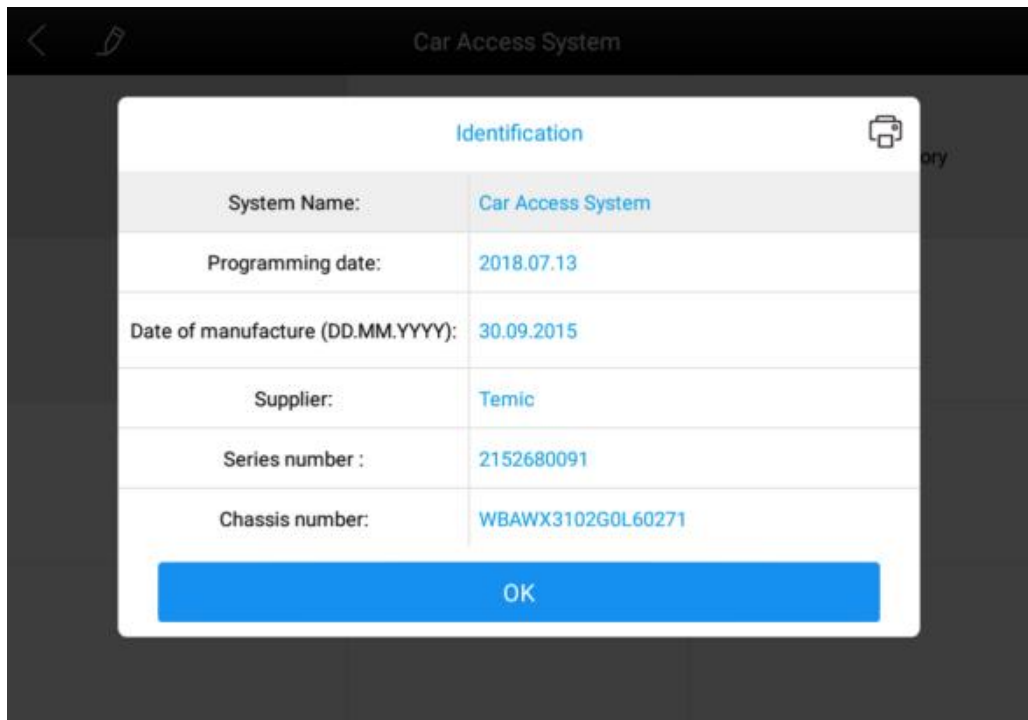 Car Access System
Identification
ory
System Name: Car Access System
Programming date: 2018.07.13
Date of manufacture (DD.MM.YYYY): 30.09.2015
Supplier: Temic
Series number : 2152680091
Chassis number: WBAWX3102G0L60271
OK